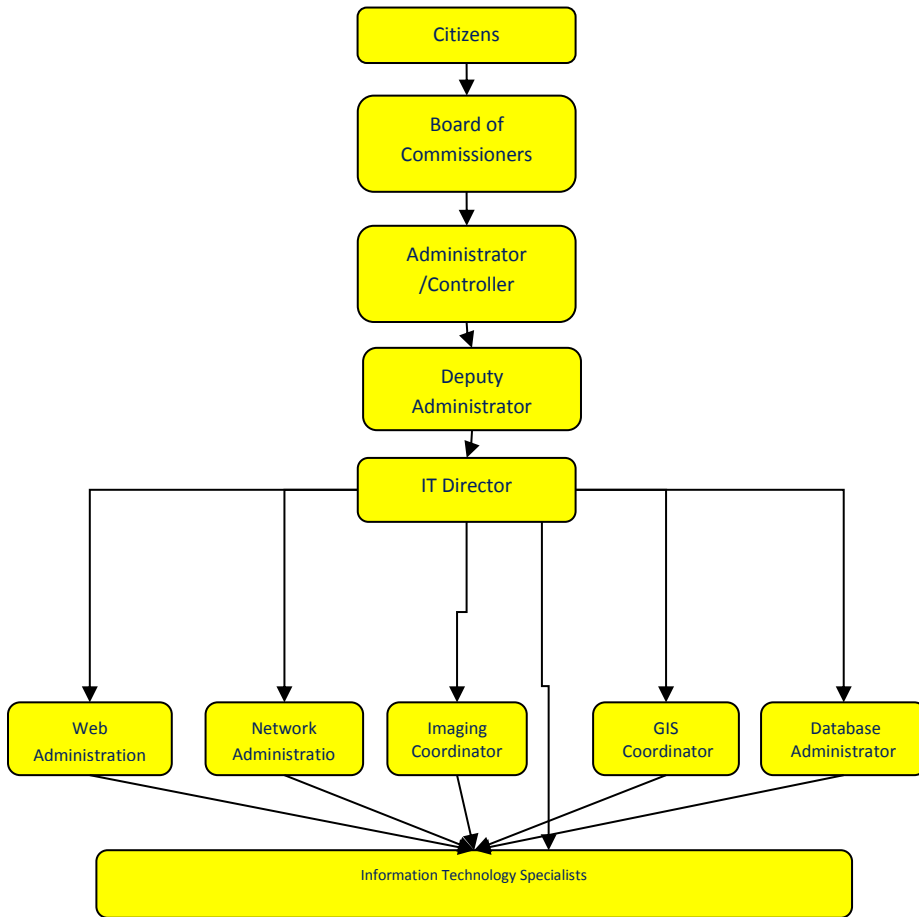 Citizens
Board of
Commissioners
Administrator
/Controller
Deputy
Administrator
IT Director
Web
Administration
Network
Administratio
Imaging
Coordinator
GIS
Coordinator
Database
Administrator
Information Technology Specialists